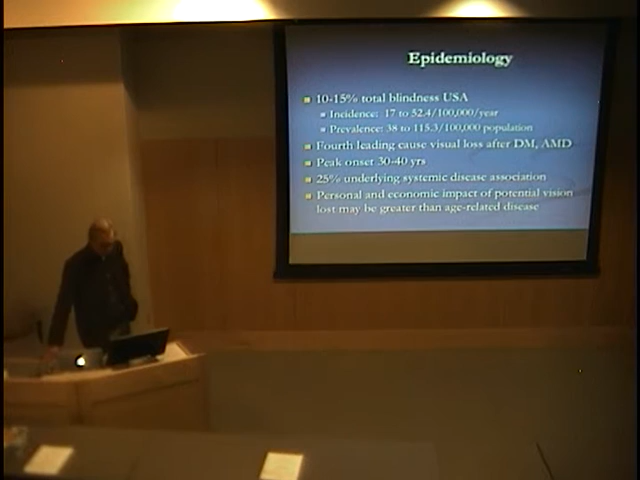 Epidemiology
10-15% total blindness USA
Incidence: 17 to 52.4/100,000/year
Prevalence: 38 to 115.3/100,000 population
Fourth leading cause visual loss after DM, AMD
Peak onset 30-40 yrs
25% underlying systemic disease association
Personal and economic impact of potential vision
lost may be greater than age-related disease